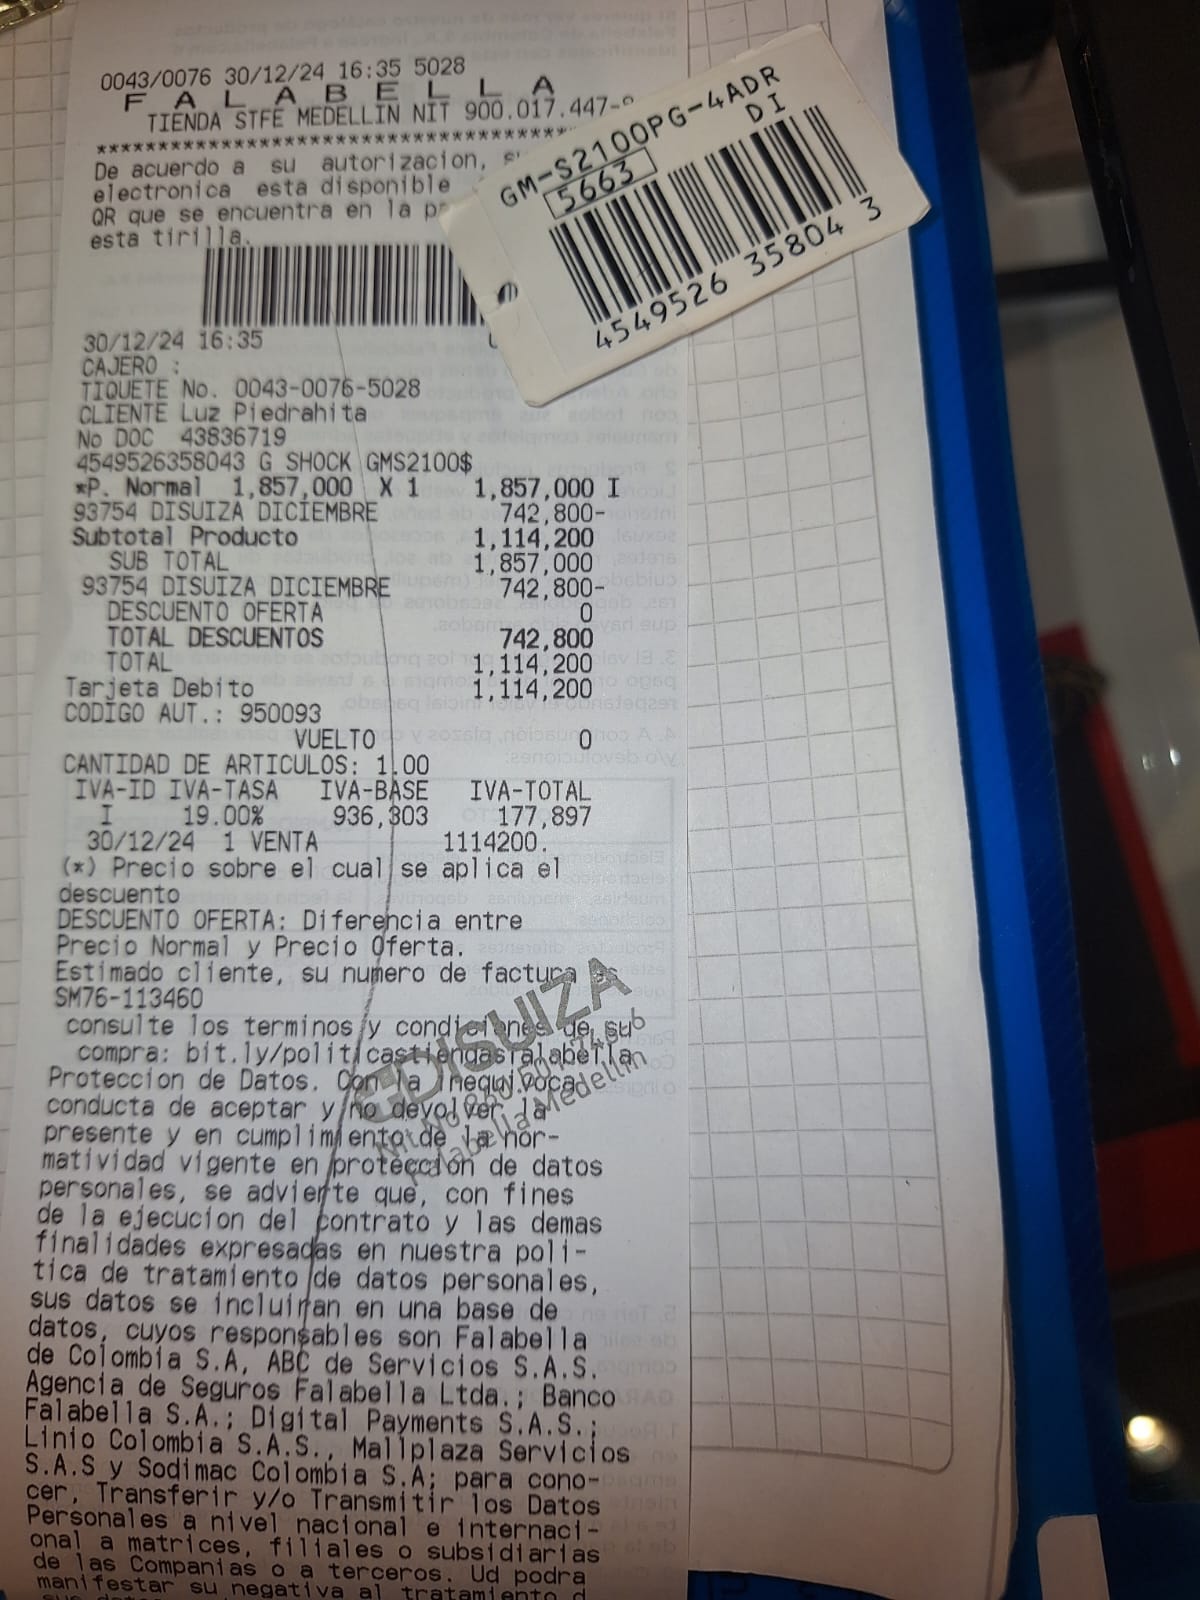 0043/0076 30/12/24 16:35 5028
F A L A B E L L A
TIENDA STFE MEDELLIN NIT 900.017.447-
****************************************
De acuerdo a su autorizacion,
electronica esta disponible
QR que se encuentra en la
esta tirilla.
GM-S2100PG-4ADR
DI
5663
4549526 35804 3
30/12/24 16:35
CAJERO :
TIQUETE No. 0043-0076-5028
CLIENTE Luz Piedrahita
No DOC 43836719
4549526358043 G SHOCK GMS2100$
*P. Normal 1,857,000 X 1 1,857,000 I
93754 DISUIZA DICIEMBRE 742,800-
Subtotal Producto 1,114,200
SUB TOTAL 1,857,000
93754 DISUIZA DICIEMBRE 742,800-
DESCUENTO OFERTA 0
TOTAL DESCUENTOS 742,800
TOTAL 1,114,200
Tarjeta Debito 1,114,200
CODIGO AUT.: 950093
VUELTO 0
CANTIDAD DE ARTICULOS: 1.00
IVA-ID IVA-TASA IVA-BASE IVA-TOTAL
I 19.00% 936,303 177,897
30/12/24 1 VENTA 1114200.
(*) Precio sobre el cual se aplica el
descuento
DESCUENTO OFERTA: Diferencia entre
Precio Normal y Precio Oferta.
Estimado cliente, su numero de factura es
SM76-113460
consulte los terminos y condiciones de su
compra: bit.ly/politicastiendasfalabella
Proteccion de Datos. Con la inequivoca
conducta de aceptar y/no devolver la
presente y en cumplimiento de la nor-
matividad vigente en protección de datos
personales, se advierte que, con fines
de la ejecucion del contrato y las demas
finalidades expresadas en nuestra poli-
tica de tratamiento de datos personales,
sus datos se incluiran en una base de
datos, cuyos responsables son Falabella
de Colombia S.A, ABC de Servicios S.A.S.
Agencia de Seguros Falabella Ltda.; Banco
Falabella S.A.; Digital Payments S.A.S.;
Linio Colombia S.A.S., Mallplaza Servicios
S.A.S y Sodimac Colombia S.A; para cono-
cer, Transferir y/o Transmitir los Datos
Personales a nivel nacional e internaci-
onal a matrices, filiales o subsidiarias
de las Companias o a terceros. Ud podra
manifestar su negativa al tratamiento d
DISUIZA
Falabella Medellin